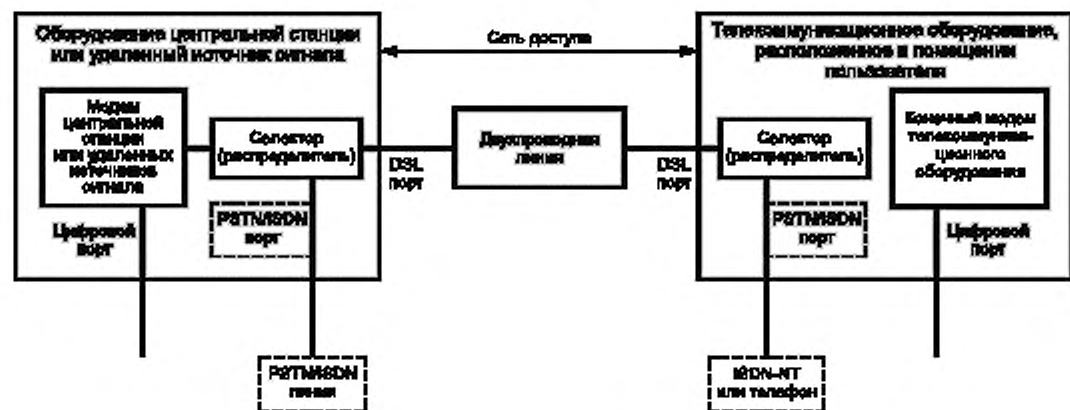 Оборудование центральной станции
или удаленный источник сигнала
Сеть доступа
Телекоммуникационное оборудование,
расположенное в помещении
пользователя
Модем
центральной
станции
или удаленных
источников
сигнала
Селектор
(распределитель)
DSL
порт
Двухпроводная
линия
DSL
порт
Селектор
(распределитель)
Конечный модем
телекоммуника-
ционного
оборудования
Цифровой
порт
PSTN/ISDN
порт
PSTN/ISDN
порт
Цифровой
порт
PSTN/ISDN
линия
ISDN-NT
или телефон